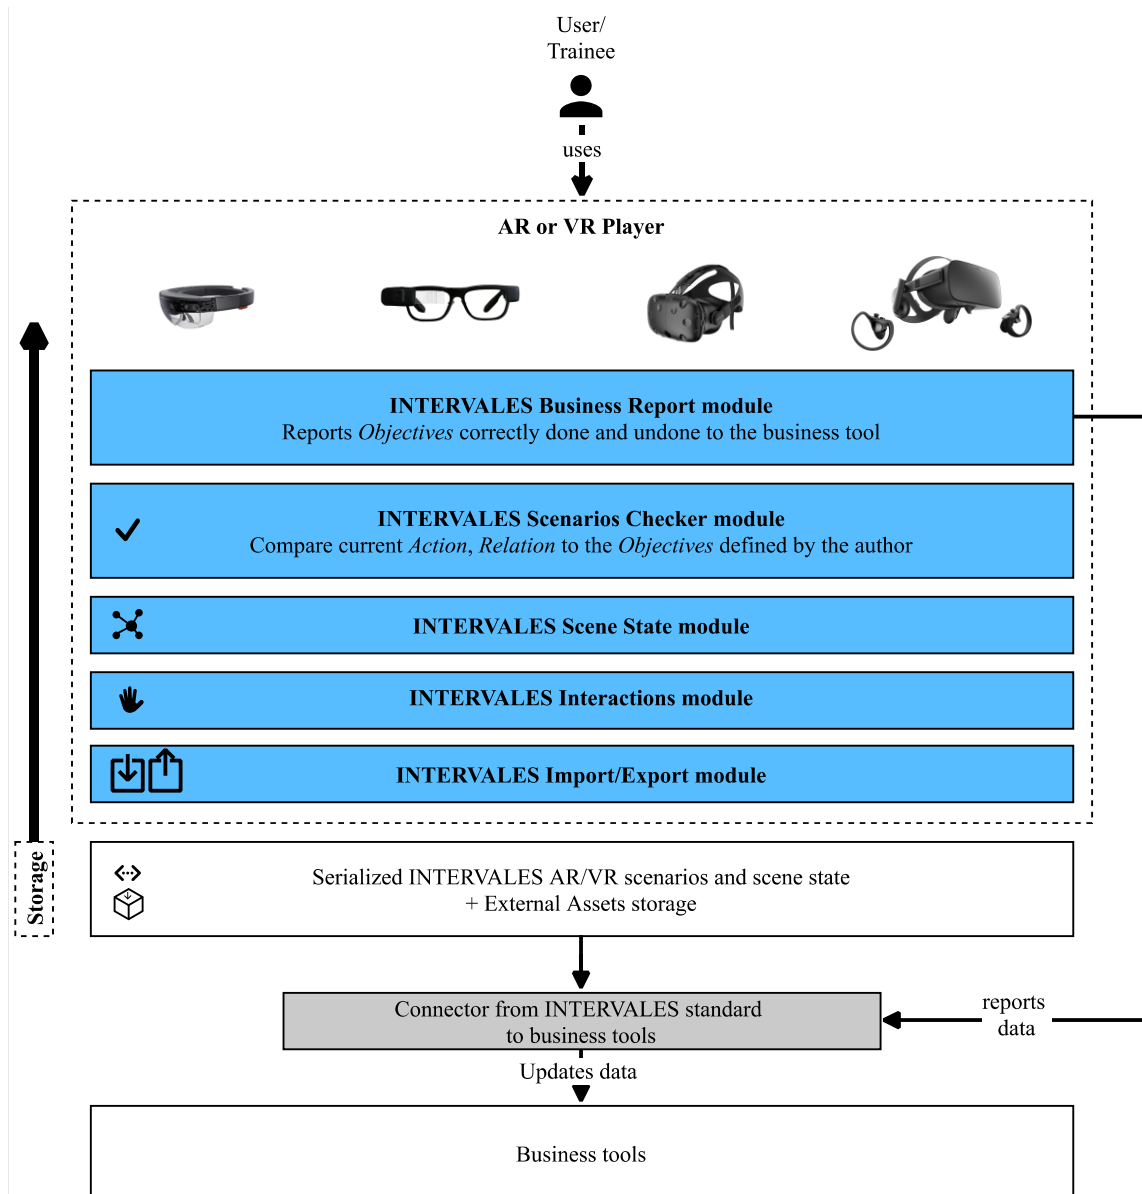 User/
Trainee
uses
AR or VR Player
INTERVALES Business Report module
Reports Objectives correctly done and undone to the business tool
INTERVALES Scenarios Checker module
Compare current Action, Relation to the Objectives defined by the author
INTERVALES Scene State module
INTERVALES Interactions module
INTERVALES Import/Export module
Storage
Serialized INTERVALES AR/VR scenarios and scene state
+ External Assets storage
Connector from INTERVALES standard
to business tools
reports
data
Updates data
Business tools